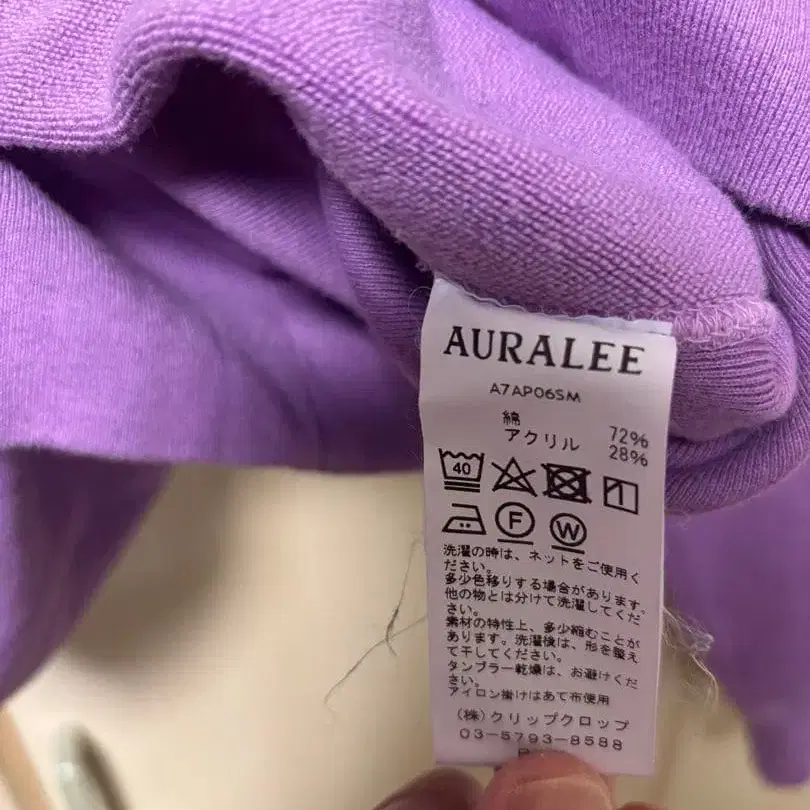 AURALEE
A7AP06SM
綿 72%
アクリル 28%
40
F W
洗濯の時は、ネットをご使用く
ださい。
多少色移りする場合があります。
他の物とは分けて洗濯してくだ
さい。
素材の特性上、多少縮むことが
あります。洗濯後は、形を整え
て干してください。
タンブラー乾燥は、お避けくだ
さい。
アイロン掛けはあて布使用
(株)クリップクロップ
03-5793-8588